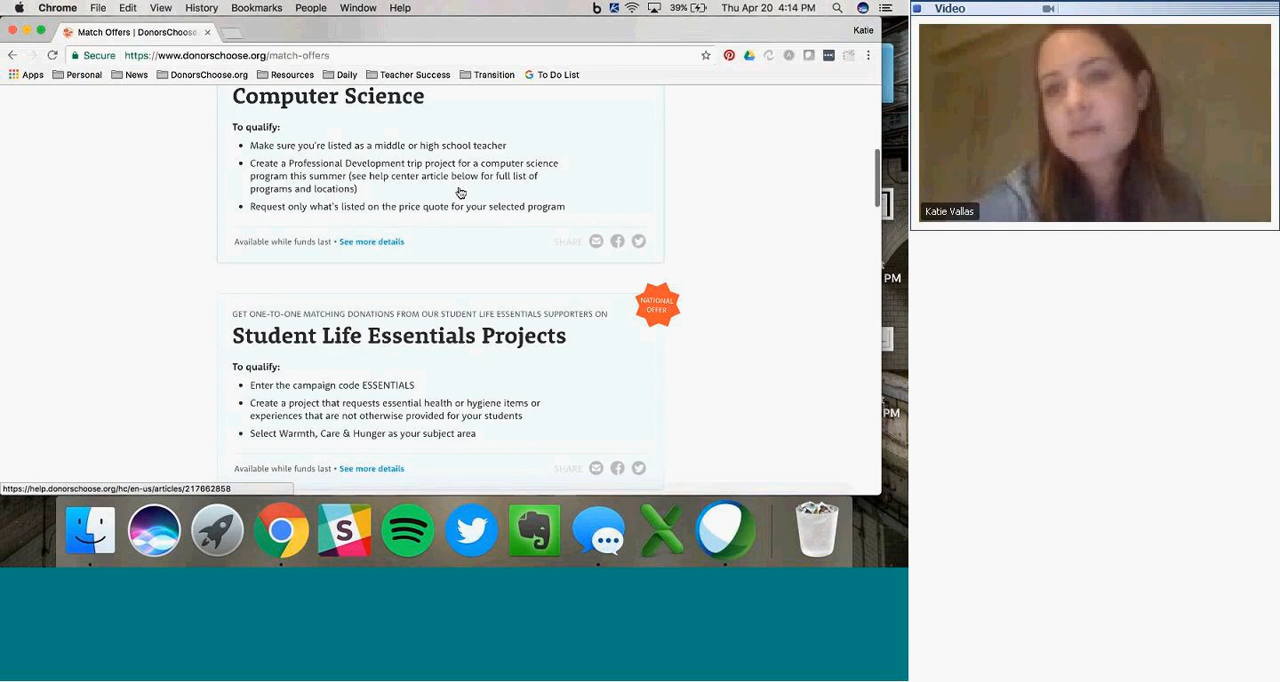 Chrome File Edit View History Bookmarks People Window Help
39% Thu Apr 20 4:14 PM
Video
Match Offers | DonorsChoose
Katie
Secure https://www.donorschoose.org/match-offers
Apps Personal News DonorsChoose.org Resources Daily Teacher Success Transition To Do List
Computer Science
To qualify:
Make sure you're listed as a middle or high school teacher
Create a Professional Development trip project for a computer science
program this summer (see help center article below for full list of
programs and locations)
Request only what's listed on the price quote for your selected program
Available while funds last • See more details
SHARE
GET ONE-TO-ONE MATCHING DONATIONS FROM OUR STUDENT LIFE ESSENTIALS SUPPORTERS ON
NATIONAL
OFFER
Student Life Essentials Projects
To qualify:
Enter the campaign code ESSENTIALS
Create a project that requests essential health or hygiene items or
experiences that are not otherwise provided for your students
Select Warmth, Care & Hunger as your subject area
Available while funds last • See more details
SHARE
https://help.donorschoose.org/hc/en-us/articles/217662858
PM
PM
Katie Vallas